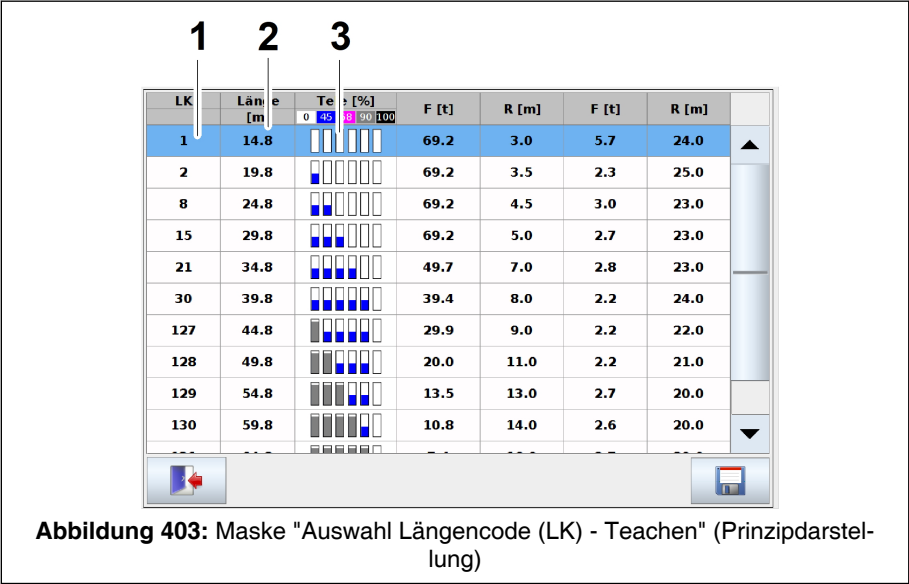 1 2 3
LK Länge Tele [%] F [t] R [m] F [t] R [m]
[m] 0 45 68 90 100
1 14.8 69.2 3.0 5.7 24.0
2 19.8 69.2 3.5 2.3 25.0
8 24.8 69.2 4.5 3.0 23.0
15 29.8 69.2 5.0 2.7 23.0
21 34.8 49.7 7.0 2.8 23.0
30 39.8 39.4 8.0 2.2 24.0
127 44.8 29.9 9.0 2.2 22.0
128 49.8 20.0 11.0 2.2 21.0
129 54.8 13.5 13.0 2.7 20.0
130 59.8 10.8 14.0 2.6 20.0
Abbildung 403: Maske "Auswahl Längencode (LK) - Teachen" (Prinzipdarstel-
lung)